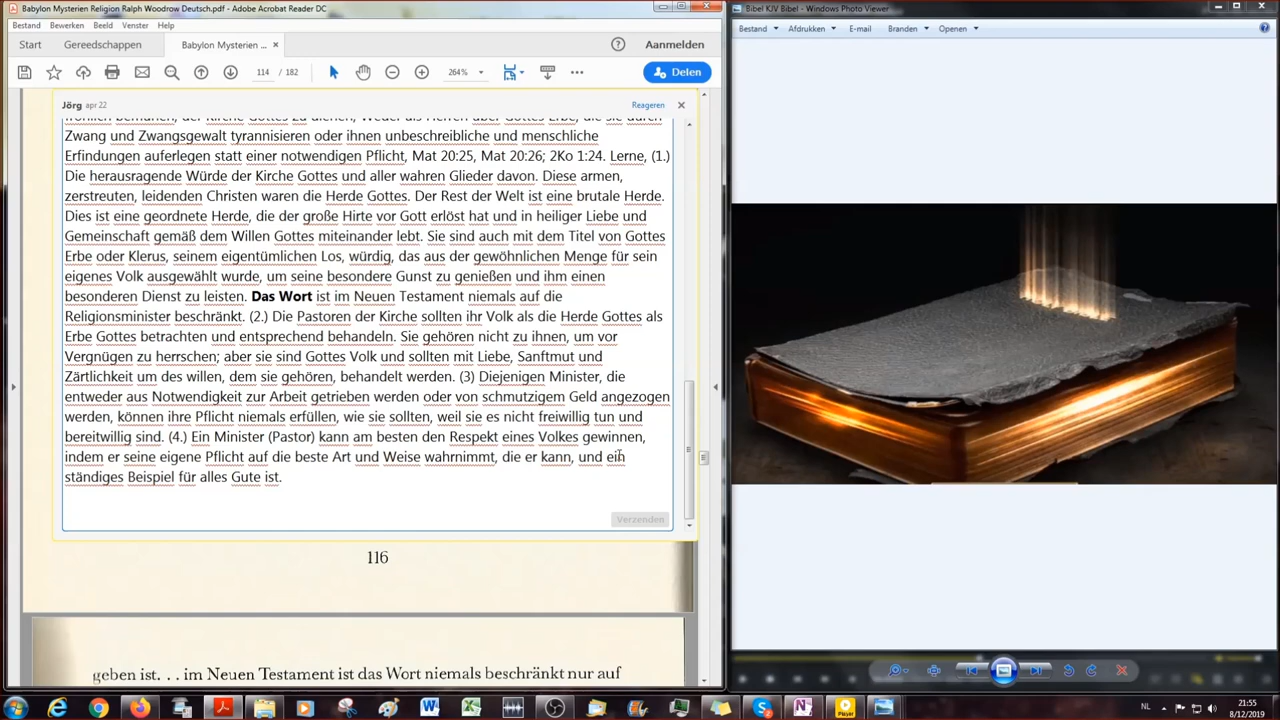 Babylon Mysterien Religion Ralph Woodrow Deutsch.pdf - Adobe Acrobat Reader DC
Bestand Bewerken Beeld Venster Help
Start Gereedschappen Babylon Mysterien ... × Aanmelden
114 / 182 264% Delen
Jörg apr 22 Reageren
fröhlich bemühen, der Kirche Gottes zu dienen, weder als Herren über Gottes Erbe, die sie durch
Zwang und Zwangsgewalt tyrannisieren oder ihnen unbeschreibliche und menschliche
Erfindungen auferlegen statt einer notwendigen Pflicht, Mat 20:25, Mat 20:26; 2Ko 1:24. Lerne, (1.)
Die herausragende Würde der Kirche Gottes und aller wahren Glieder davon. Diese armen,
zerstreuten, leidenden Christen waren die Herde Gottes. Der Rest der Welt ist eine brutale Herde.
Dies ist eine geordnete Herde, die der große Hirte vor Gott erlöst hat und in heiliger Liebe und
Gemeinschaft gemäß dem Willen Gottes miteinander lebt. Sie sind auch mit dem Titel von Gottes
Erbe oder Klerus, seinem eigentümlichen Los, würdig, das aus der gewöhnlichen Menge für sein
eigenes Volk ausgewählt wurde, um seine besondere Gunst zu genießen und ihm einen
besonderen Dienst zu leisten. Das Wort ist im Neuen Testament niemals auf die
Religionsminister beschränkt. (2.) Die Pastoren der Kirche sollten ihr Volk als die Herde Gottes als
Erbe Gottes betrachten und entsprechend behandeln. Sie gehören nicht zu ihnen, um vor
Vergnügen zu herrschen; aber sie sind Gottes Volk und sollten mit Liebe, Sanftmut und
Zärtlichkeit um des willen, dem sie gehören, behandelt werden. (3) Diejenigen Minister, die
entweder aus Notwendigkeit zur Arbeit getrieben werden oder von schmutzigem Geld angezogen
werden, können ihre Pflicht niemals erfüllen, wie sie sollten, weil sie es nicht freiwillig tun und
bereitwillig sind. (4.) Ein Minister (Pastor) kann am besten den Respekt eines Volkes gewinnen,
indem er seine eigene Pflicht auf die beste Art und Weise wahrnimmt, die er kann, und ein
ständiges Beispiel für alles Gute ist.
Verzenden
116
geben ist. . . im Neuen Testament ist das Wort niemals beschränkt nur auf
Bibel KJV Bibel - Windows Photo Viewer
Bestand Afdrukken E-mail Branden Openen
NL
21:55
8/12/2019